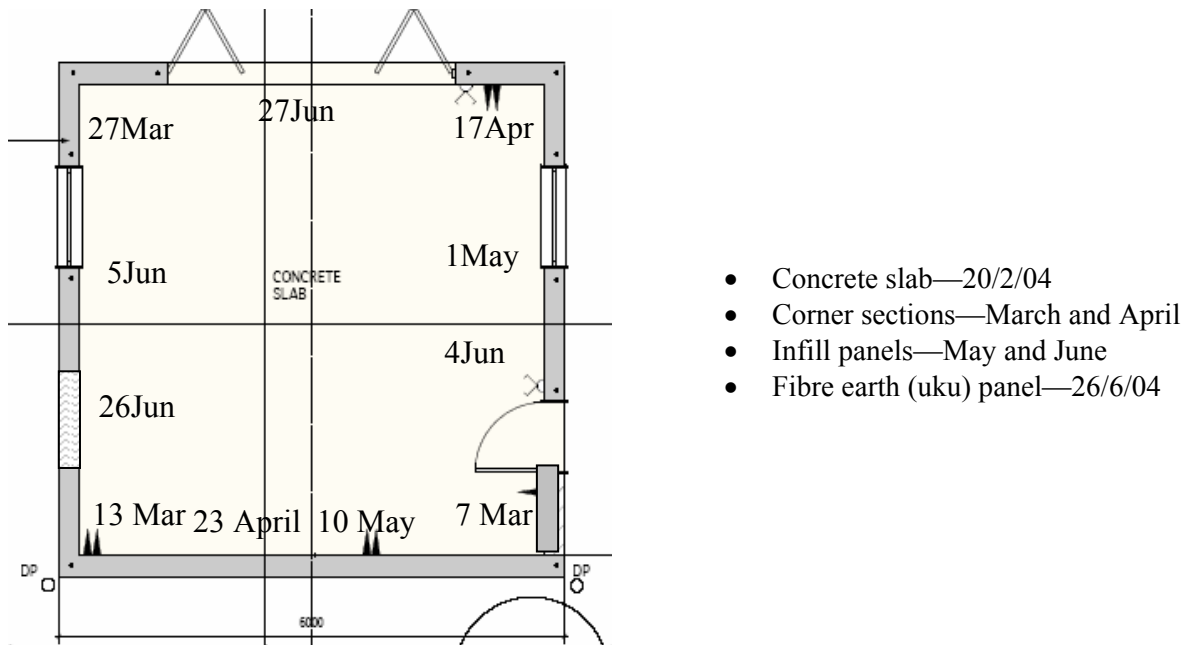 27Jun
27Mar
17Apr
1May
5Jun
CONCRETE
SLAB
4Jun
26Jun
13 Mar 23 April 10 May 7 Mar
DP
DP
6000
• Concrete slab—20/2/04
• Corner sections—March and April
• Infill panels—May and June
• Fibre earth (uku) panel—26/6/04